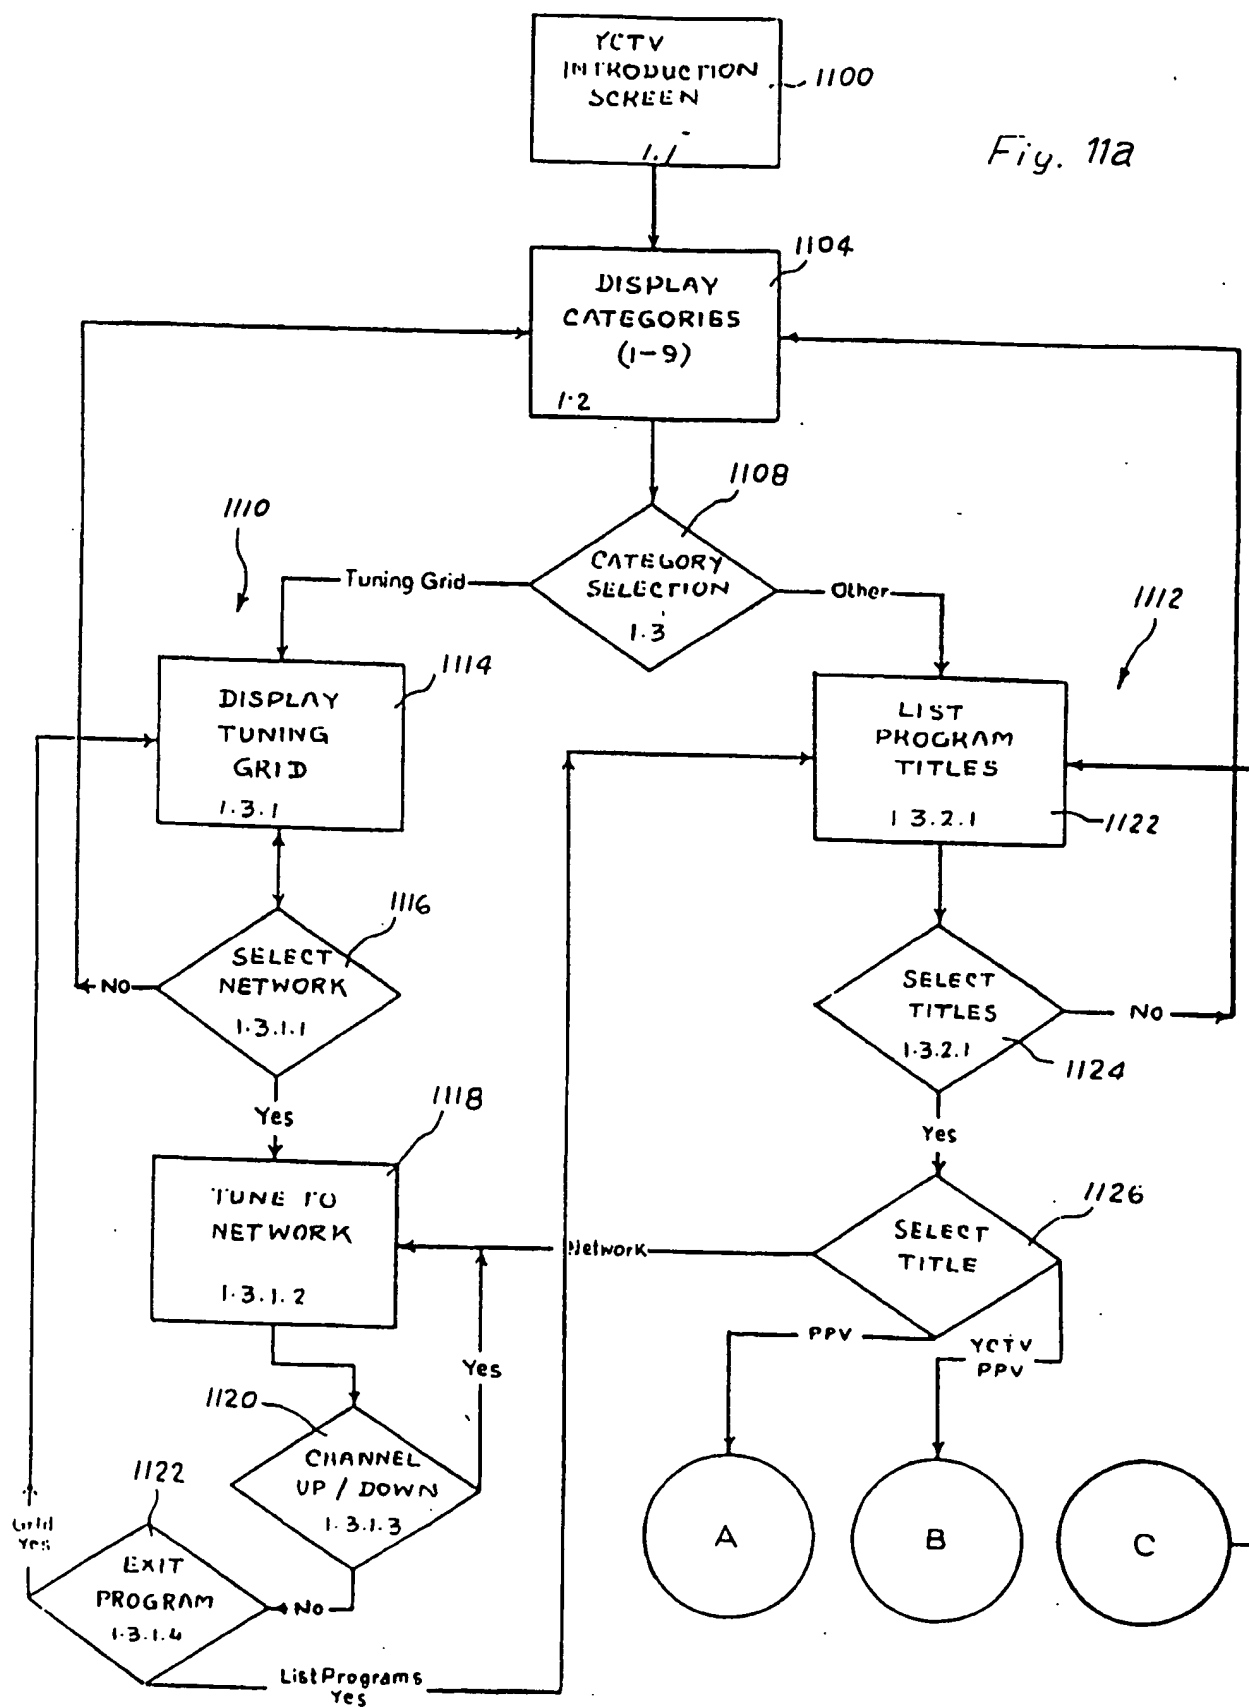 YCTV
INTRODUCTION
SCREEN
1.1
1100
Fig. 11a
1104
DISPLAY
CATEGORIES
(1-9)
1.2
1108
1110
CATEGORY
SELECTION
1.3
Tuning Grid
Other
1112
1114
DISPLAY
TUNING
GRID
1.3.1
LIST
PROGRAM
TITLES
1.3.2.1
1122
1116
SELECT
NETWORK
1.3.1.1
No
SELECT
TITLES
1.3.2.1
No
1124
Yes
Yes
1118
TUNE TO
NETWORK
1.3.1.2
Network
1126
SELECT
TITLE
PPV
YCTV
PPV
Yes
1120
CHANNEL
UP / DOWN
1.3.1.3
1122
Grid
Yes
EXIT
PROGRAM
1.3.1.4
No
A
B
C
List Programs
Yes